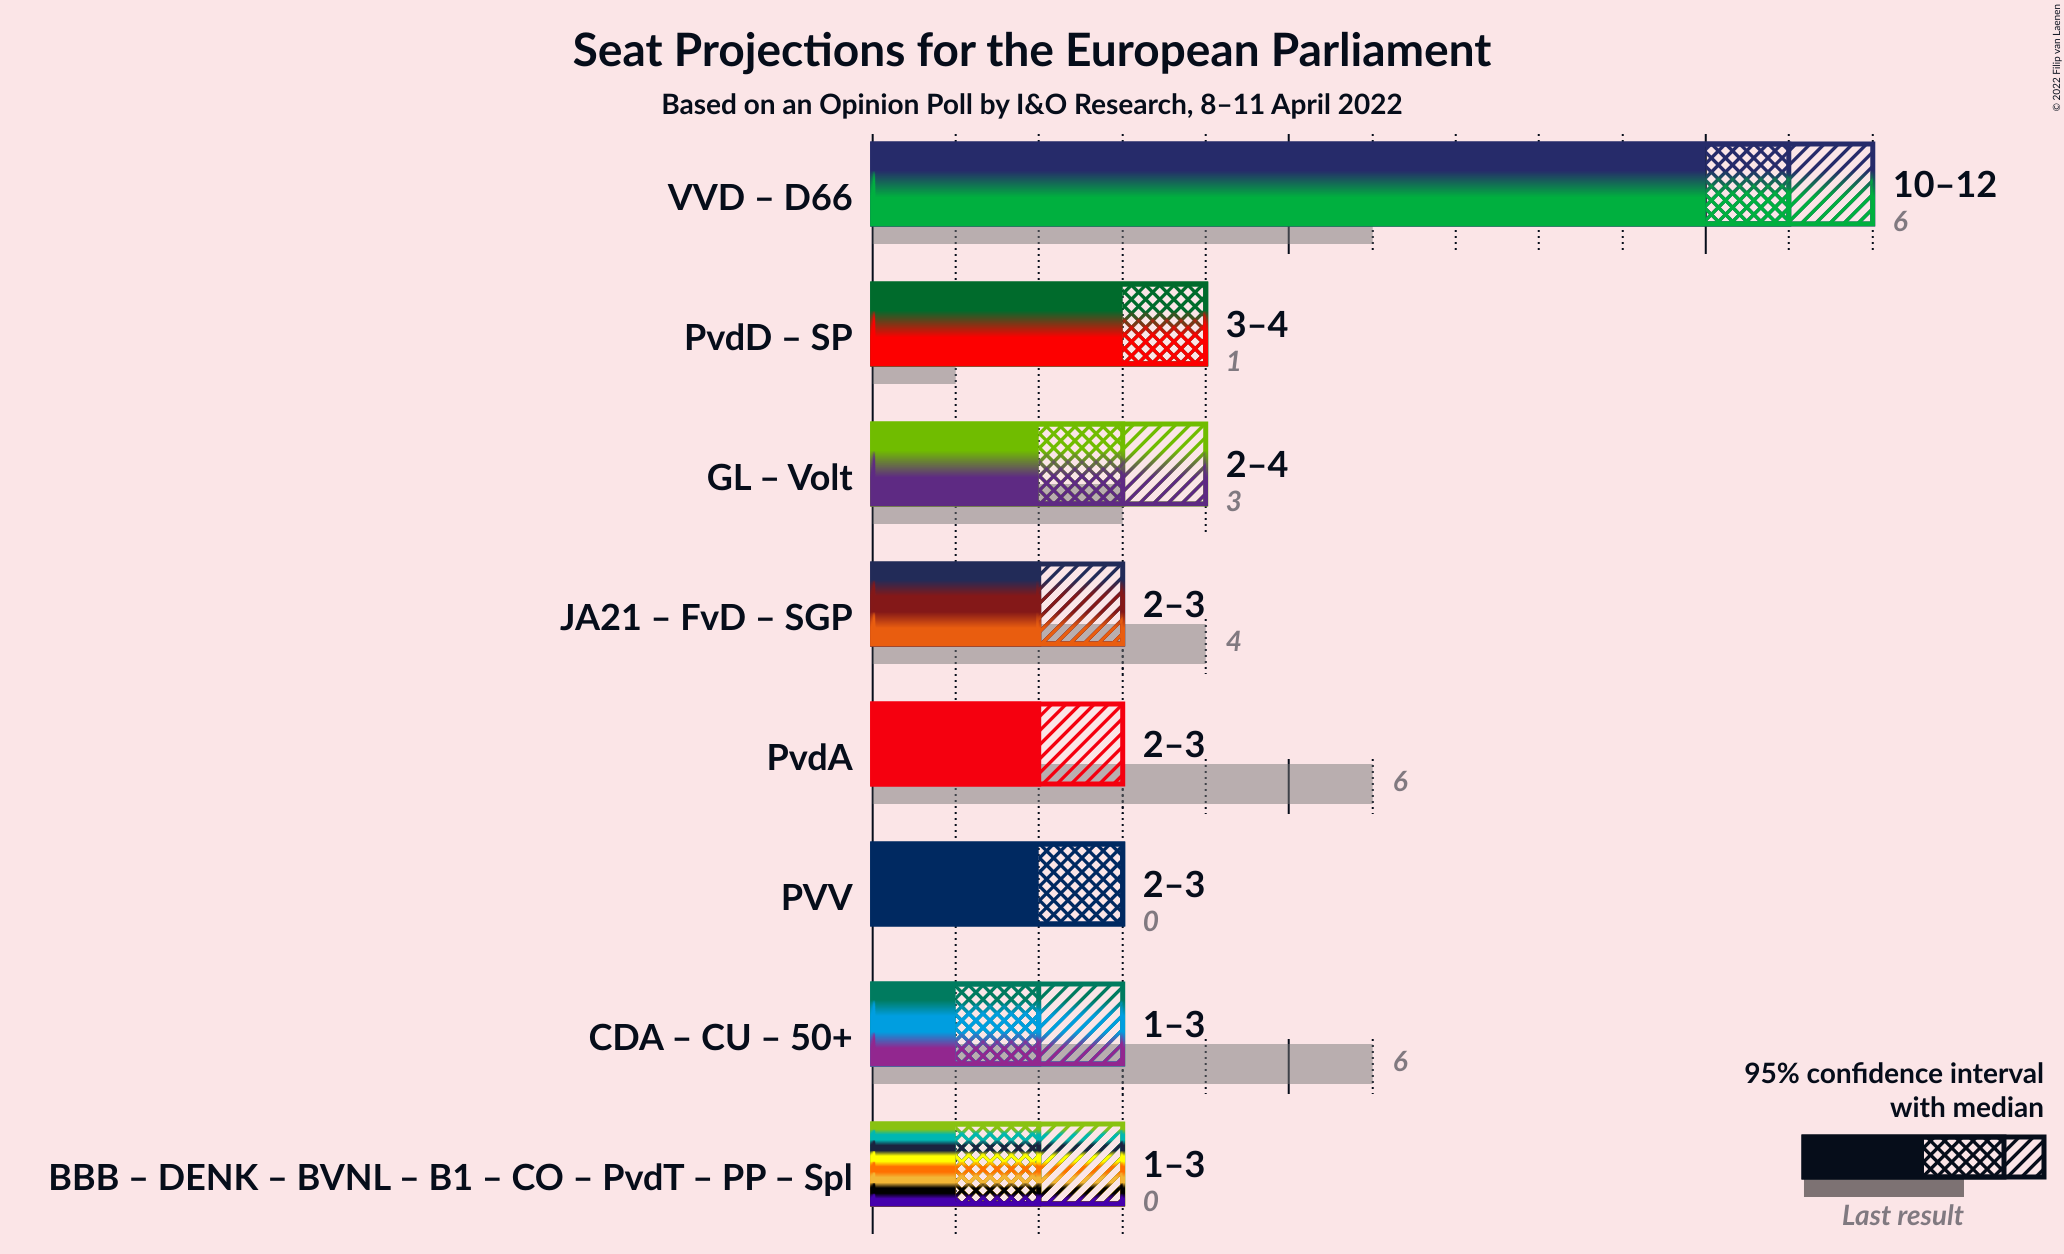 Seat Projections for the European Parliament
Based on an Opinion Poll by I&O Research, 8–11 April 2022
© 2022 Filip van Laenen
VVD – D66
10–12
6
PvdD – SP
3–4
1
GL – Volt
2–4
3
JA21 – FvD – SGP
2–3
4
PvdA
2–3
6
PVV
2–3
0
CDA – CU – 50+
1–3
6
BBB – DENK – BVNL – B1 – CO – PvdT – PP – Spl
1–3
0
95% confidence interval
with median
Last result